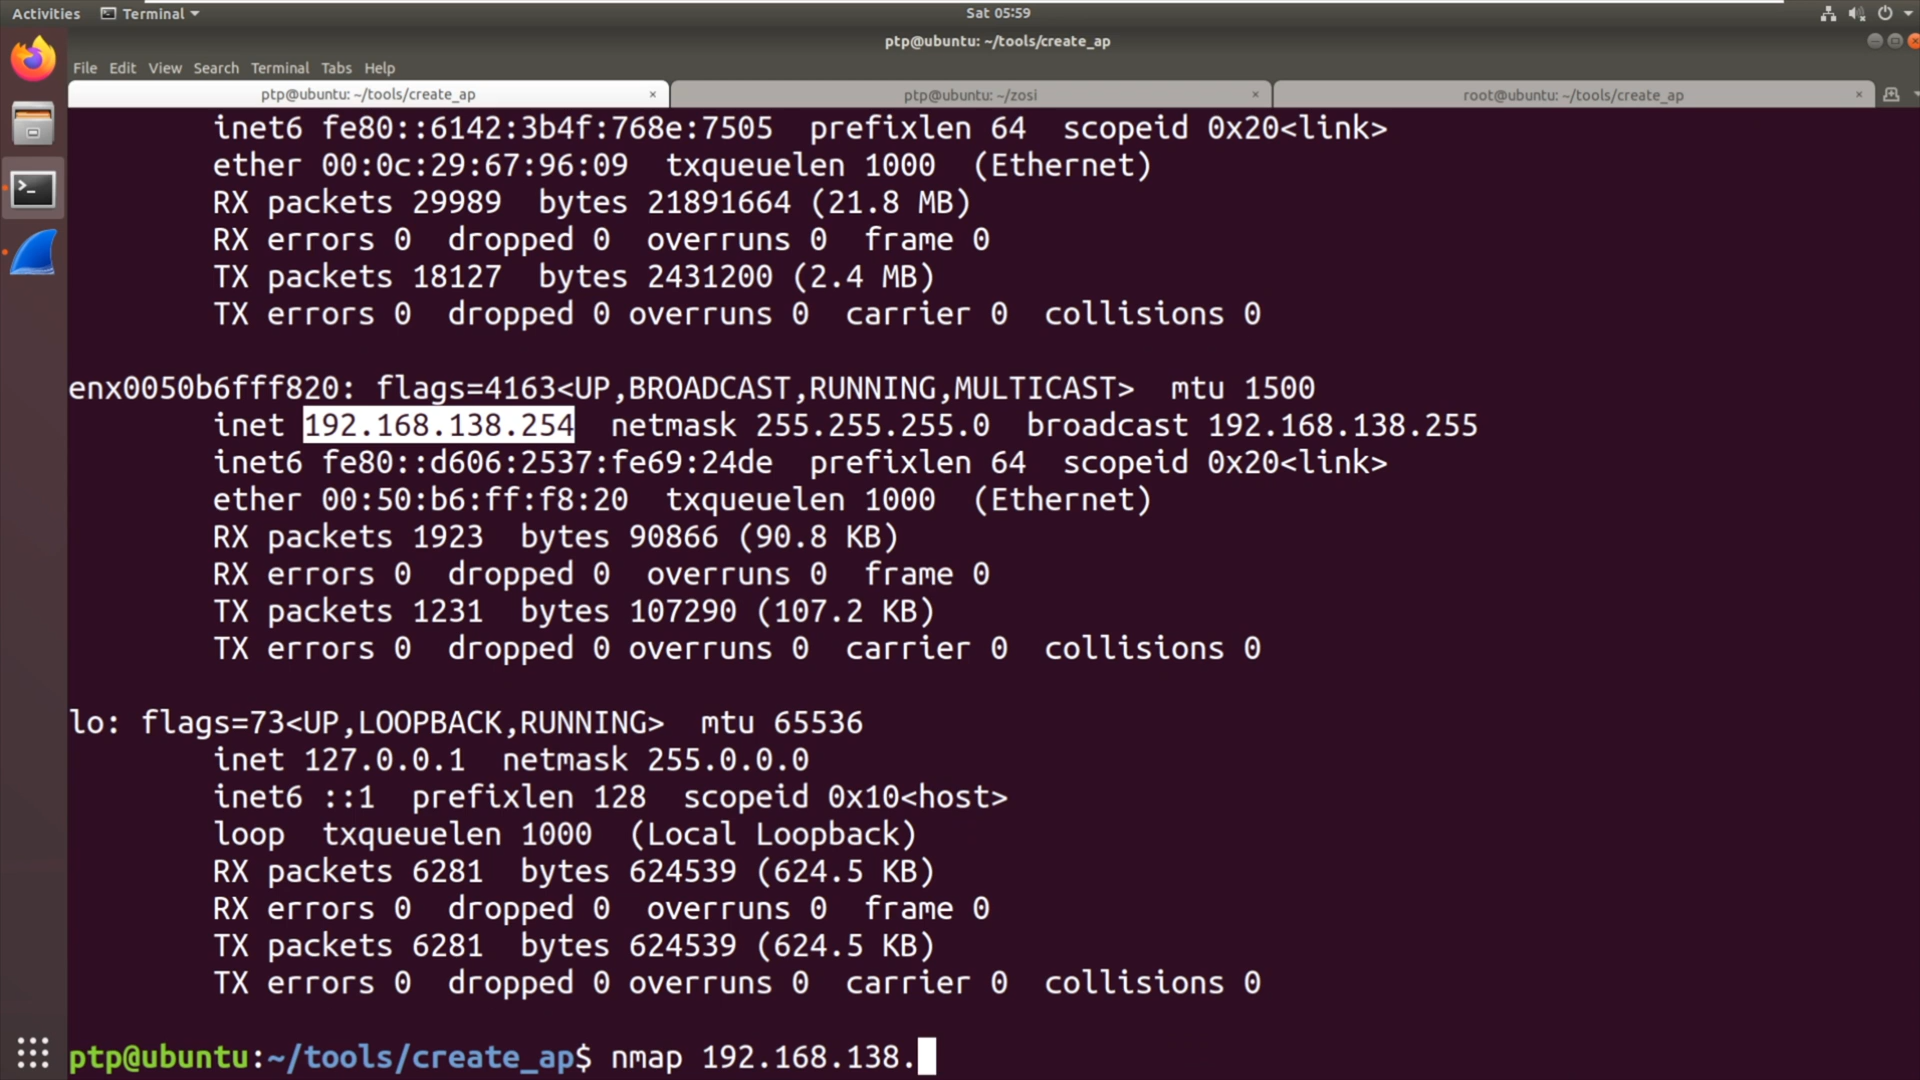 Activities Terminal Sat 05:59
ptp@ubuntu: ~/tools/create_ap
File Edit View Search Terminal Tabs Help
ptp@ubuntu: ~/tools/create_ap × ptp@ubuntu: ~/zosi × root@ubuntu: ~/tools/create_ap ×
inet6 fe80::6142:3b4f:768e:7505 prefixlen 64 scopeid 0x20<link>
ether 00:0c:29:67:96:09 txqueuelen 1000 (Ethernet)
RX packets 29989 bytes 21891664 (21.8 MB)
RX errors 0 dropped 0 overruns 0 frame 0
TX packets 18127 bytes 2431200 (2.4 MB)
TX errors 0 dropped 0 overruns 0 carrier 0 collisions 0
enx0050b6fff820: flags=4163<UP,BROADCAST,RUNNING,MULTICAST> mtu 1500
inet 192.168.138.254 netmask 255.255.255.0 broadcast 192.168.138.255
inet6 fe80::d606:2537:fe69:24de prefixlen 64 scopeid 0x20<link>
ether 00:50:b6:ff:f8:20 txqueuelen 1000 (Ethernet)
RX packets 1923 bytes 90866 (90.8 KB)
RX errors 0 dropped 0 overruns 0 frame 0
TX packets 1231 bytes 107290 (107.2 KB)
TX errors 0 dropped 0 overruns 0 carrier 0 collisions 0
lo: flags=73<UP,LOOPBACK,RUNNING> mtu 65536
inet 127.0.0.1 netmask 255.0.0.0
inet6 ::1 prefixlen 128 scopeid 0x10<host>
loop txqueuelen 1000 (Local Loopback)
RX packets 6281 bytes 624539 (624.5 KB)
RX errors 0 dropped 0 overruns 0 frame 0
TX packets 6281 bytes 624539 (624.5 KB)
TX errors 0 dropped 0 overruns 0 carrier 0 collisions 0
ptp@ubuntu:~/tools/create_ap$ nmap 192.168.138.